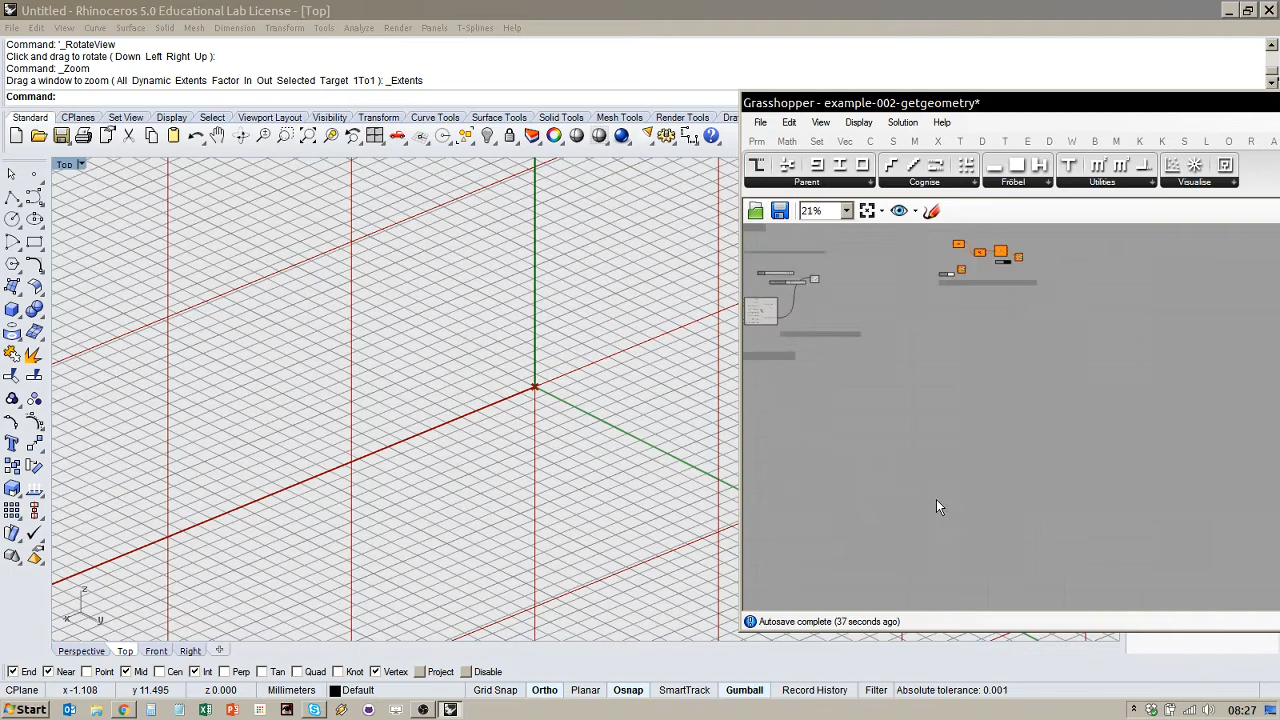 Untitled - Rhinoceros 5.0 Educational Lab License - [Top]
File Edit View Curve Surface Solid Mesh Dimension Transform Tools Analyze Render Panels T-Splines Help
Command: '_RotateView
Click and drag to rotate ( Down Left Right Up ):
Command: _Zoom
Drag a window to zoom ( All Dynamic Extents Factor In Out Selected Target 1To1 ): _Extents
Command:
Grasshopper - example-002-getgeometry*
Standard CPlanes Set View Display Select Viewport Layout Visibility Transform Curve Tools Surface Tools Solid Tools Mesh Tools Render Tools Dra
File Edit View Display Solution Help
Prm Math Set Vec C S M X T D T U W B M L H L S V L O R A
Top
Parent Cognise Fröbel Utilities Visualise
21%
z
x
y
Autosave complete (37 seconds ago)
Perspective Top Front Right
End Near Point Mid Cen Int Perp Tan Quad Knot Vertex Project Disable
CPlane x -1.108 y 11.495 z 0.000 Millimeters Default Grid Snap Ortho Planar Osnap SmartTrack Gumball Record History Filter Absolute tolerance: 0.001
Start 08:27